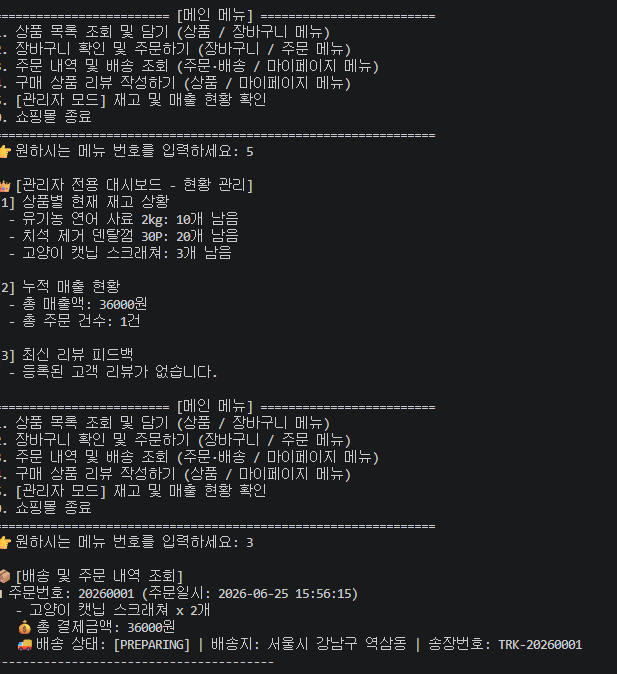 ======================== [메인 메뉴] =========================
1. 상품 목록 조회 및 담기 (상품 / 장바구니 메뉴)
2. 장바구니 확인 및 주문하기 (장바구니 / 주문 메뉴)
3. 주문 내역 및 배송 조회 (주문·배송 / 마이페이지 메뉴)
4. 구매 상품 리뷰 작성하기 (상품 / 마이페이지 메뉴)
5. [관리자 모드] 재고 및 매출 현황 확인
0. 쇼핑몰 종료
==============================================================
👉 원하시는 메뉴 번호를 입력하세요: 5
👑 [관리자 전용 대시보드 - 현황 관리]
[1] 상품별 현재 재고 상황
- 유기농 연어 사료 2kg: 10개 남음
- 치석 제거 덴탈껌 30P: 20개 남음
- 고양이 캣닙 스크래쳐: 3개 남음
[2] 누적 매출 현황
- 총 매출액: 36000원
- 총 주문 건수: 1건
[3] 최신 리뷰 피드백
- 등록된 고객 리뷰가 없습니다.
======================== [메인 메뉴] =========================
1. 상품 목록 조회 및 담기 (상품 / 장바구니 메뉴)
2. 장바구니 확인 및 주문하기 (장바구니 / 주문 메뉴)
3. 주문 내역 및 배송 조회 (주문·배송 / 마이페이지 메뉴)
4. 구매 상품 리뷰 작성하기 (상품 / 마이페이지 메뉴)
5. [관리자 모드] 재고 및 매출 현황 확인
0. 쇼핑몰 종료
==============================================================
👉 원하시는 메뉴 번호를 입력하세요: 3
📦 [배송 및 주문 내역 조회]
주문번호: 20260001 (주문일시: 2026-06-25 15:56:15)
- 고양이 캣닙 스크래쳐 x 2개
💰 총 결제금액: 36000원
🚚 배송 상태: [PREPARING] | 배송지: 서울시 강남구 역삼동 | 송장번호: TRK-20260001
----------------------------------------